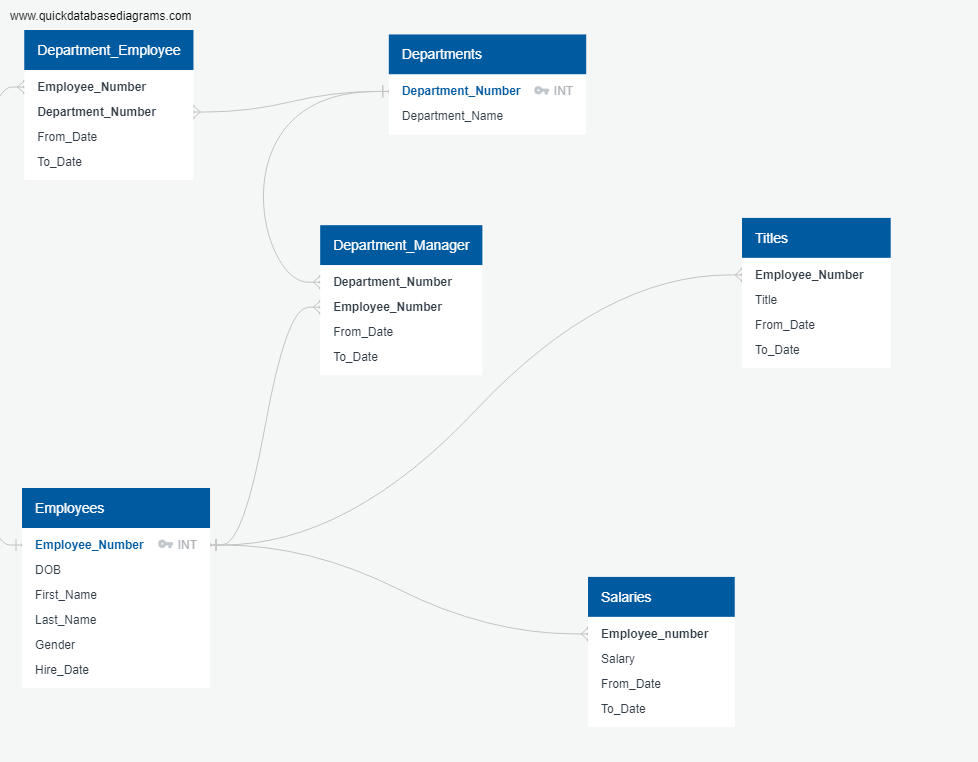 www.quickdatabasediagrams.com
Department_Employee
Employee_Number
Department_Number
From_Date
To_Date
Departments
Department_Number INT
Department_Name
Department_Manager
Department_Number
Employee_Number
From_Date
To_Date
Titles
Employee_Number
Title
From_Date
To_Date
Employees
Employee_Number INT
DOB
First_Name
Last_Name
Gender
Hire_Date
Salaries
Employee_number
Salary
From_Date
To_Date